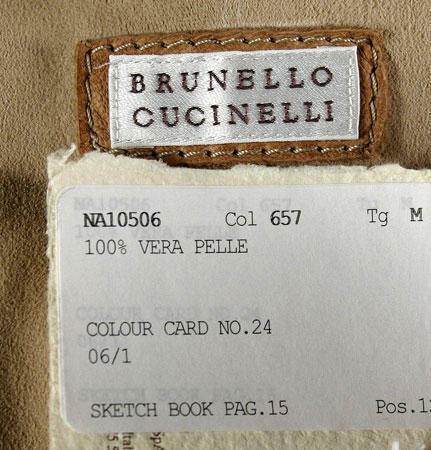 BRUNELLO
CUCINELLI
NA10506 Col 657 Tg M
100% VERA PELLE
COLOUR CARD NO.24
06/1
SKETCH BOOK PAG.15 Pos.